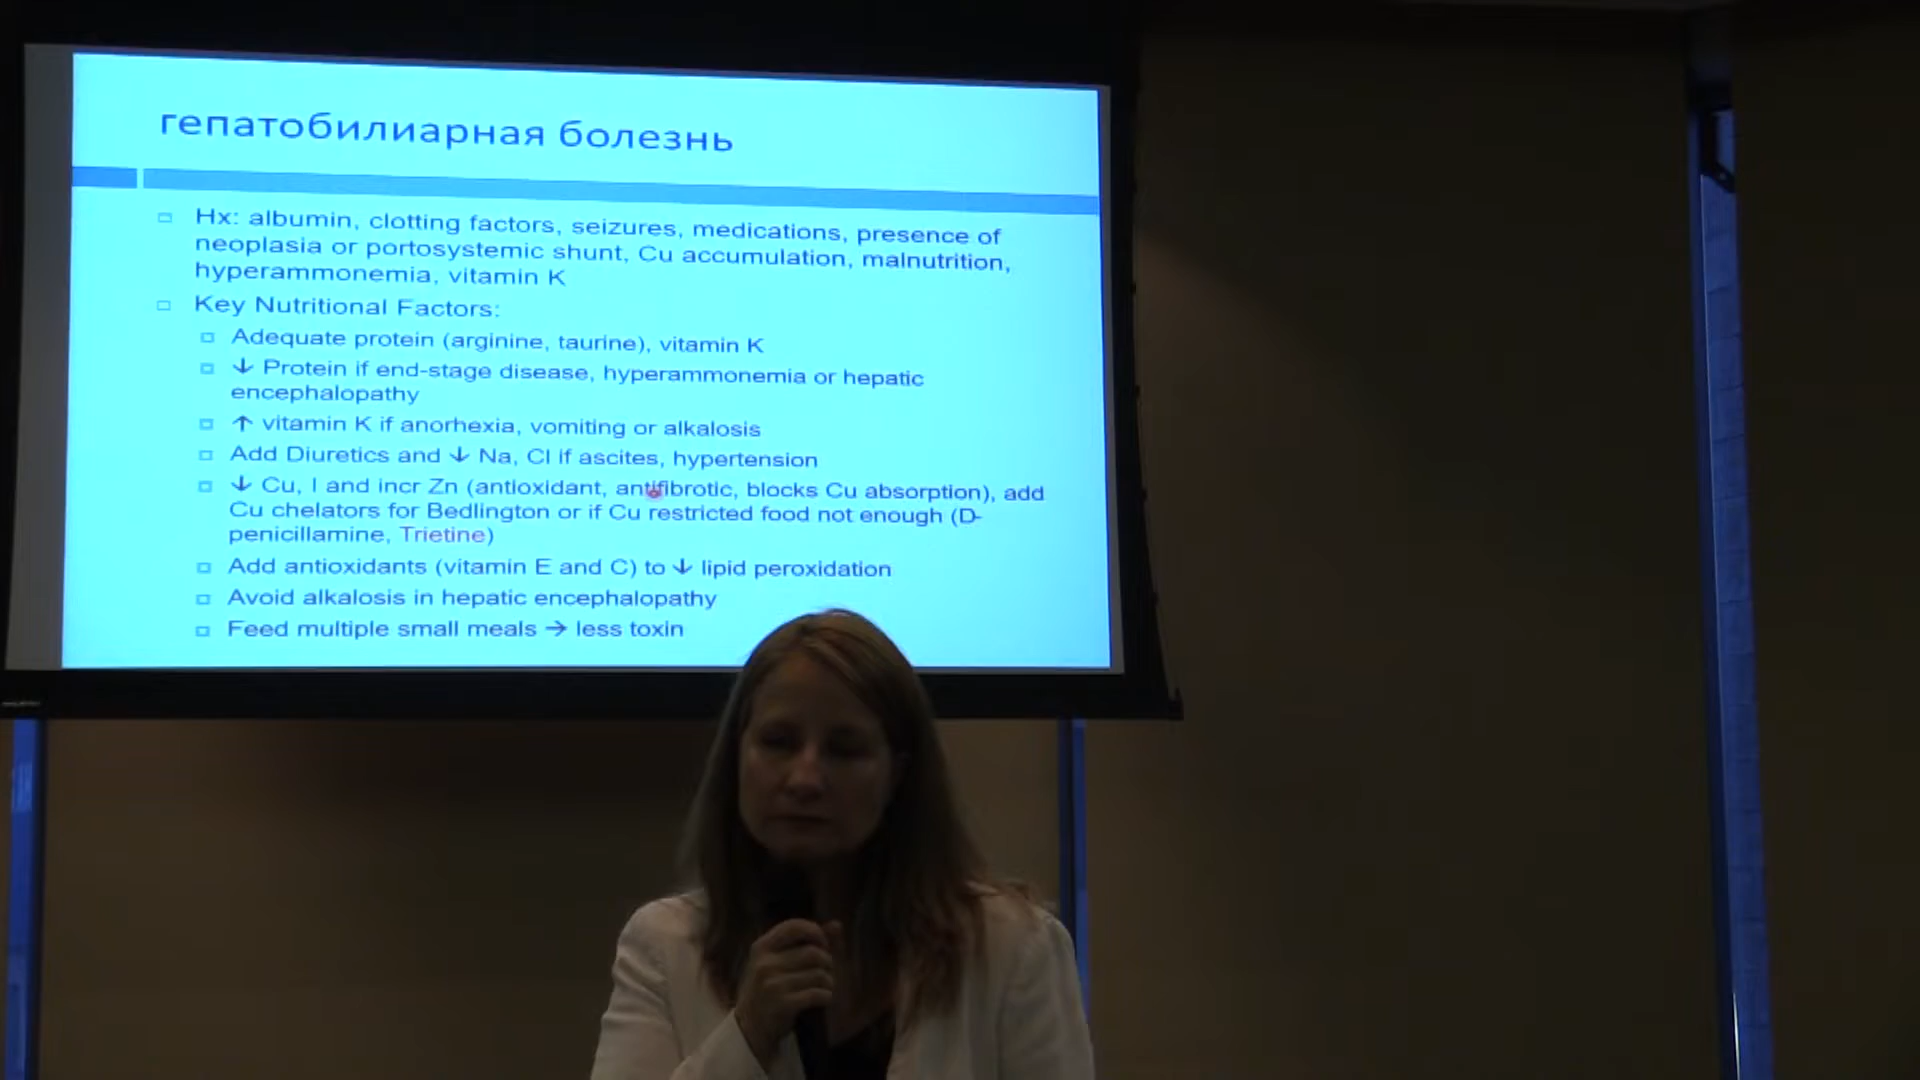 гепатобилиарная болезнь
Hx: albumin, clotting factors, seizures, medications, presence of
neoplasia or portosystemic shunt, Cu accumulation, malnutrition,
hyperammonemia, vitamin K
Key Nutritional Factors:
Adequate protein (arginine, taurine), vitamin K
↓ Protein if end-stage disease, hyperammonemia or hepatic
encephalopathy
↑ vitamin K if anorhexia, vomiting or alkalosis
Add Diuretics and ↓ Na, Cl if ascites, hypertension
↓ Cu, I and incr Zn (antioxidant, antifibrotic, blocks Cu absorption), add
Cu chelators for Bedlington or if Cu restricted food not enough (D-
penicillamine, Trietine)
Add antioxidants (vitamin E and C) to ↓ lipid peroxidation
Avoid alkalosis in hepatic encephalopathy
Feed multiple small meals → less toxin